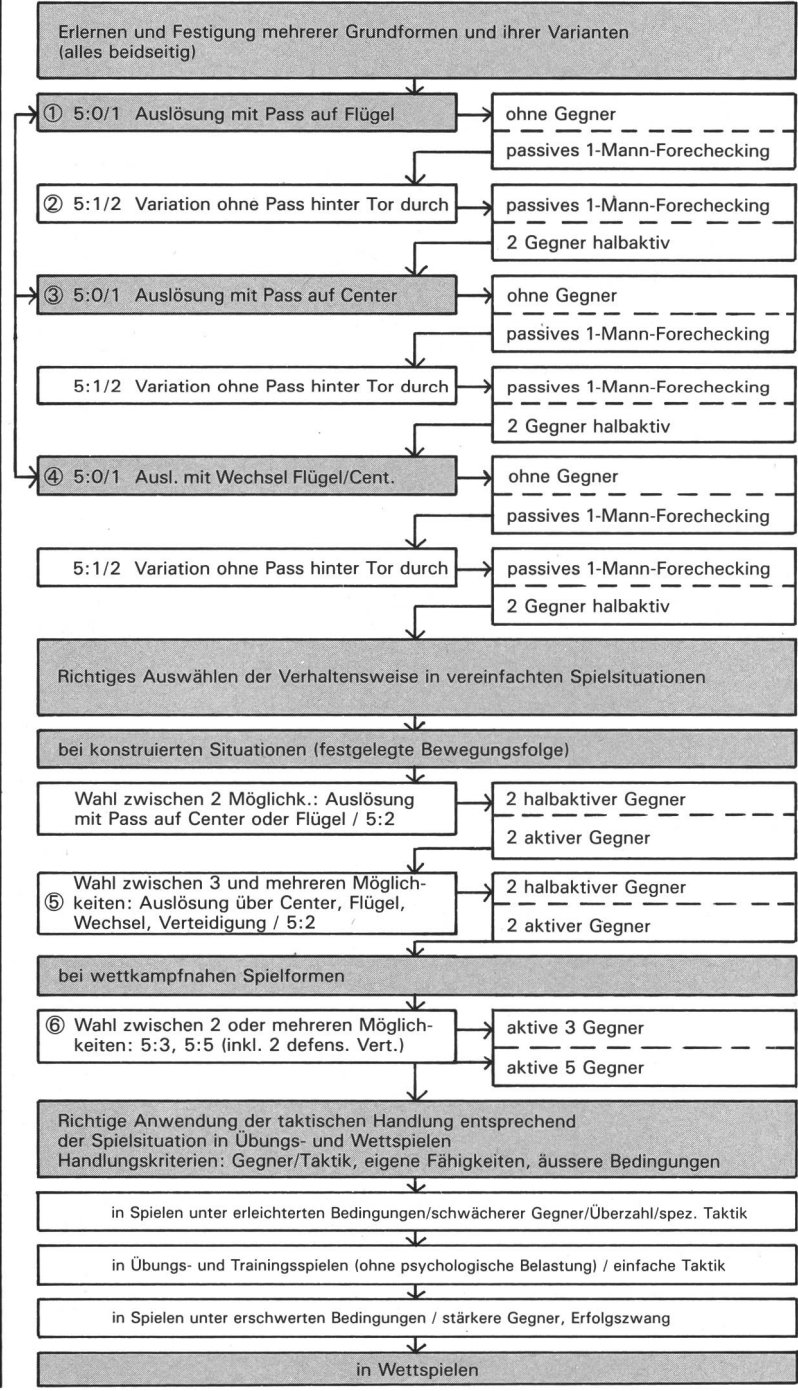 Erlernen und Festigung mehrerer Grundformen und ihrer Varianten
(alles beidseitig)
① 5:0/1 Auslösung mit Pass auf Flügel
ohne Gegner
passives 1-Mann-Forechecking
② 5:1/2 Variation ohne Pass hinter Tor durch
passives 1-Mann-Forechecking
2 Gegner halbaktiv
③ 5:0/1 Auslösung mit Pass auf Center
ohne Gegner
passives 1-Mann-Forechecking
5:1/2 Variation ohne Pass hinter Tor durch
passives 1-Mann-Forechecking
2 Gegner halbaktiv
④ 5:0/1 Ausl. mit Wechsel Flügel/Cent.
ohne Gegner
passives 1-Mann-Forechecking
5:1/2 Variation ohne Pass hinter Tor durch
passives 1-Mann-Forechecking
2 Gegner halbaktiv
Richtiges Auswählen der Verhaltensweise in vereinfachten Spielsituationen
bei konstruierten Situationen (festgelegte Bewegungsfolge)
Wahl zwischen 2 Möglichk.: Auslösung
mit Pass auf Center oder Flügel / 5:2
2 halbaktiver Gegner
2 aktiver Gegner
Wahl zwischen 3 und mehreren Möglich-
⑤ keiten: Auslösung über Center, Flügel,
Wechsel, Verteidigung / 5:2
2 halbaktiver Gegner
2 aktiver Gegner
bei wettkampfnahen Spielformen
⑥ Wahl zwischen 2 oder mehreren Möglich-
keiten: 5:3, 5:5 (inkl. 2 defens. Vert.)
aktive 3 Gegner
aktive 5 Gegner
Richtige Anwendung der taktischen Handlung entsprechend
der Spielsituation in Übungs- und Wettspielen
Handlungskriterien: Gegner/Taktik, eigene Fähigkeiten, äussere Bedingungen
in Spielen unter erleichterten Bedingungen/schwächerer Gegner/Überzahl/spez. Taktik
in Übungs- und Trainingsspielen (ohne psychologische Belastung) / einfache Taktik
in Spielen unter erschwerten Bedingungen / stärkere Gegner, Erfolgszwang
in Wettspielen